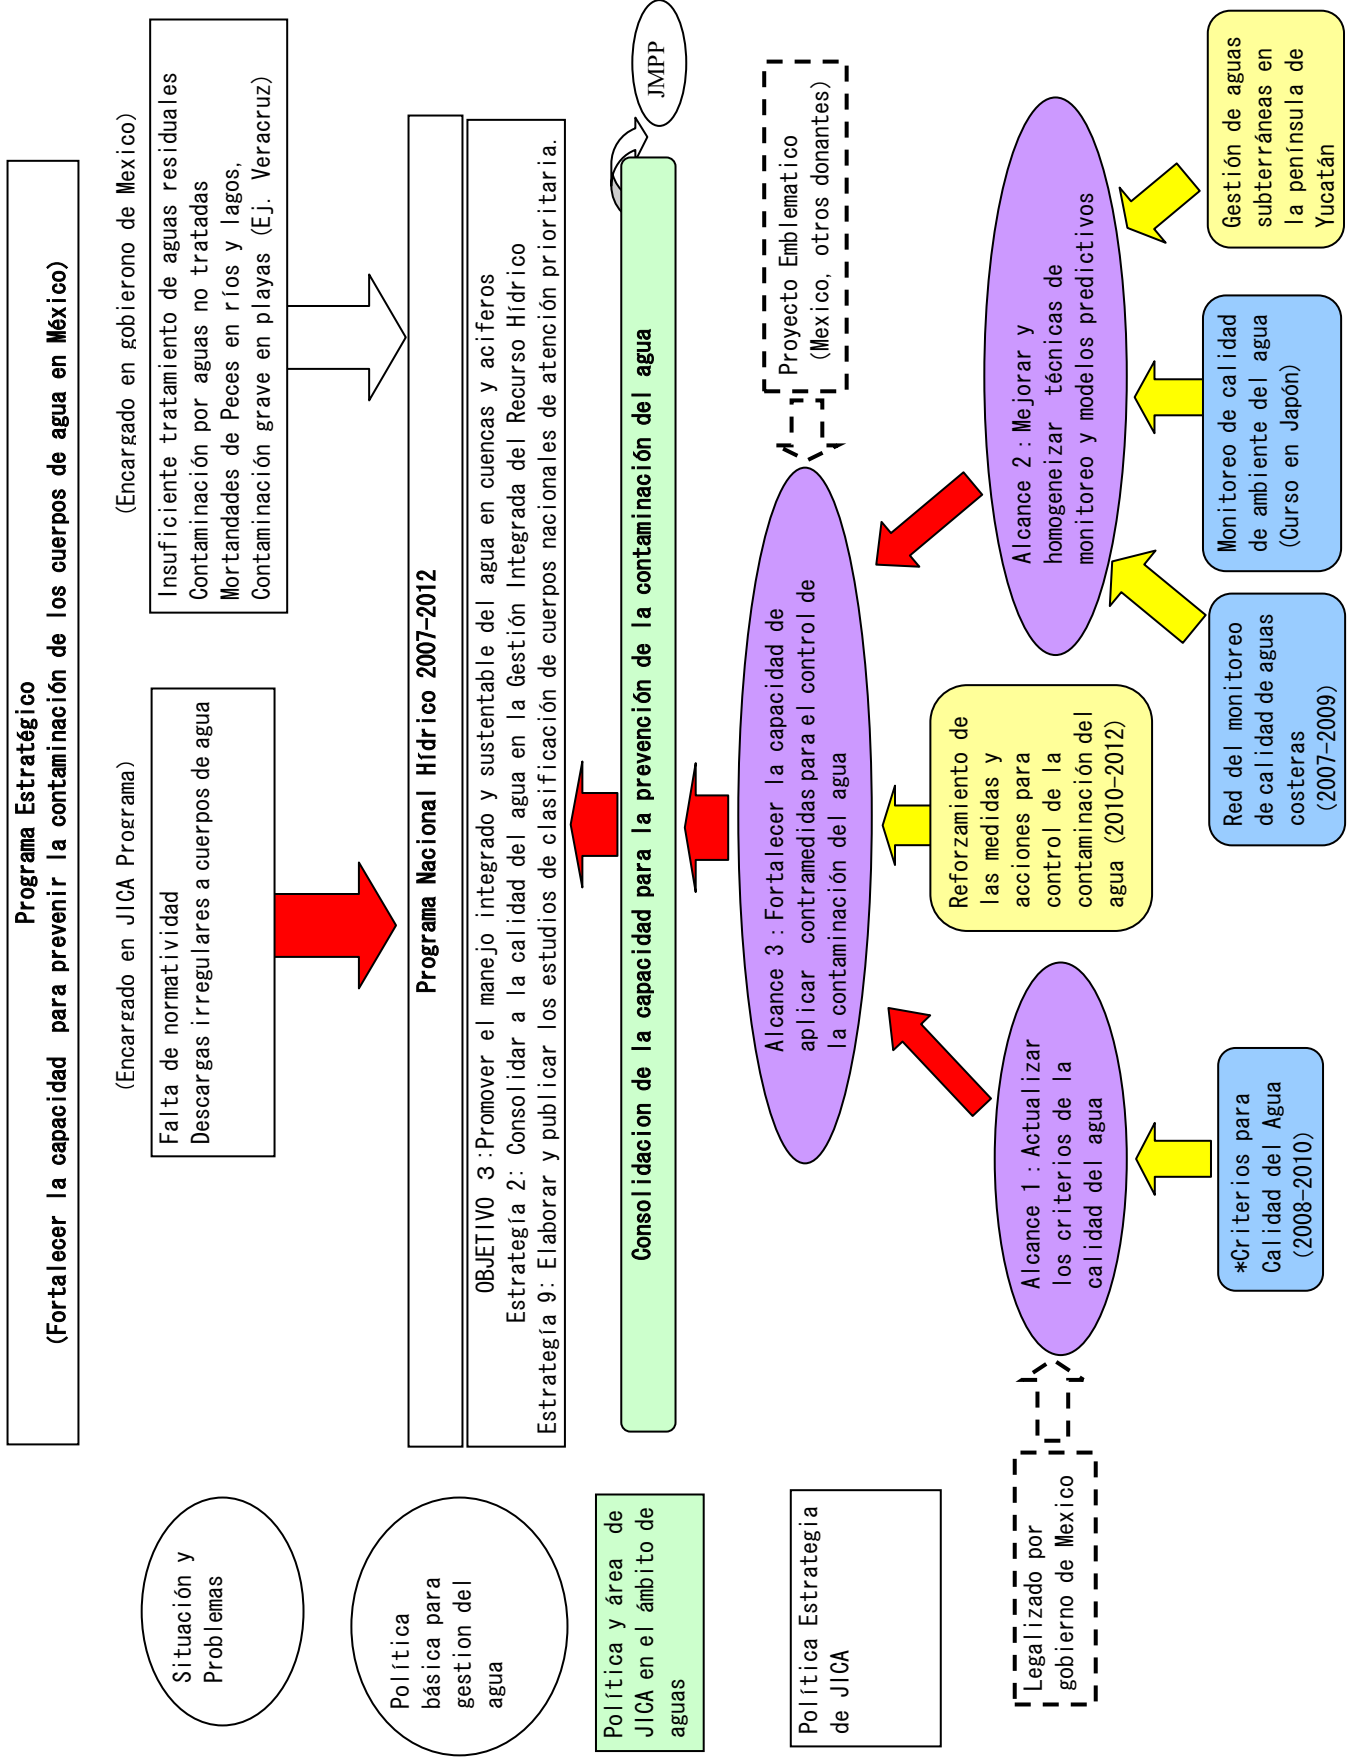 Programa Estratégico
(Fortalecer la capacidad para prevenir la contaminación de los cuerpos de agua en México)
Situación y
Problemas
(Encargado en JICA Programa)
Falta de normatividad
Descargas irregulares a cuerpos de agua
(Encargado en gobierono de Mexico)
Insuficiente tratamiento de aguas residuales
Contaminación por aguas no tratadas
Mortandades de Peces en ríos y lagos,
Contaminación grave en playas (Ej. Veracruz)
Política
básica para
gestion del
agua
Programa Nacional Hídrico 2007-2012
OBJETIVO 3:Promover el manejo integrado y sustentable del agua en cuencas y aciferos
Estrategía 2: Consolidar a la calidad del agua en la Gestión Integrada del Recurso Hídrico
Estrategía 9: Elaborar y publicar los estudios de clasificación de cuerpos nacionales de atención prioritaria.
Política y área de
JICA en el ámbito de
aguas
Consolidacion de la capacidad para la prevención de la contaminación del agua
JMPP
Política Estrategia
de JICA
Alcance 3：Fortalecer la capacidad de
aplicar contramedidas para el control de
la contaminación del agua
Proyecto Emblematico
(Mexico, otros donantes)
Legalizado por
gobierno de Mexico
Alcance 1：Actualizar
los criterios de la
calidad del agua
Reforzamiento de
las medidas y
acciones para
control de la
contaminación del
agua (2010-2012)
Alcance 2：Mejorar y
homogeneizar técnicas de
monitoreo y modelos predictivos
*Criterios para
Calidad del Agua
(2008-2010)
Red del monitoreo
de calidad de aguas
costeras
(2007-2009)
Monitoreo de calidad
de ambiente del agua
(Curso en Japón)
Gestión de aguas
subterráneas en
la península de
Yucatán